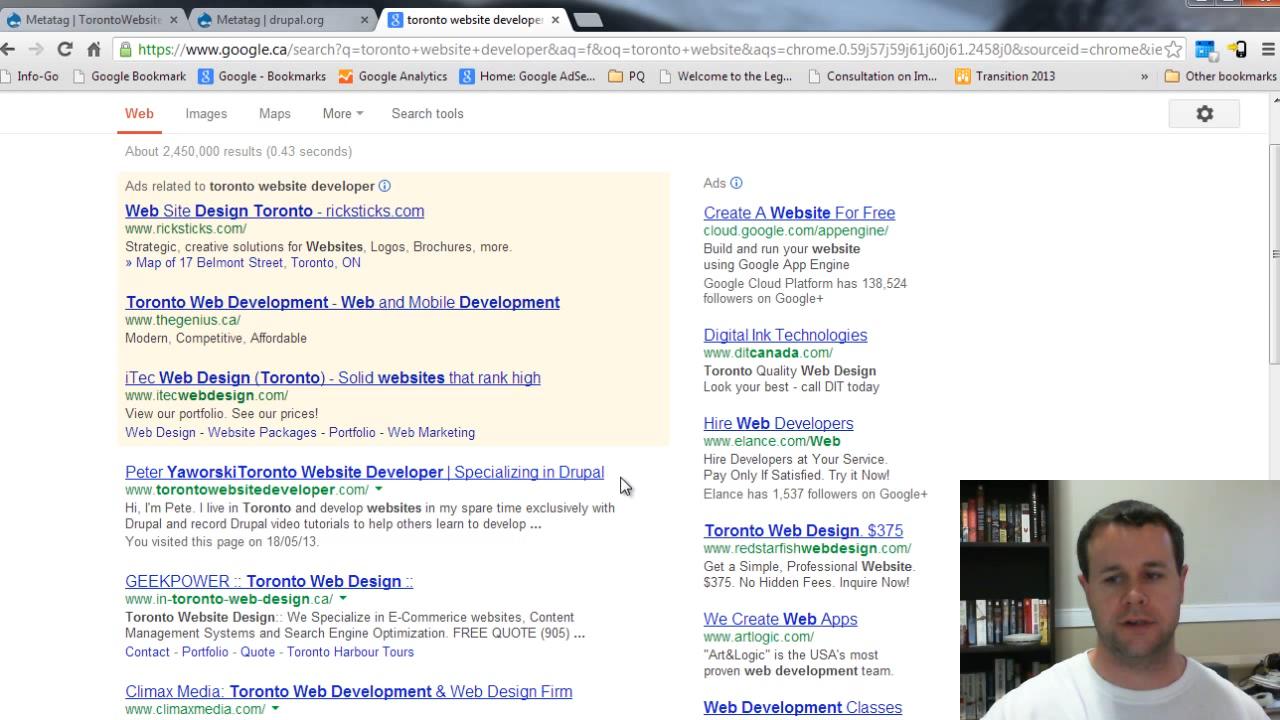 Metatag | TorontoWebsite
Metatag | drupal.org
toronto website developer
https://www.google.ca/search?q=toronto+website+developer&aq=f&oq=toronto+website&aqs=chrome.0.59j57j59j61j60j61.2458j0&sourceid=chrome&ie
Info-Go
Google Bookmark
Google - Bookmarks
Google Analytics
Home: Google AdSe...
PQ
Welcome to the Leg...
Consultation on Im...
Transition 2013
»
Other bookmarks
Web
Images
Maps
More
Search tools
About 2,450,000 results (0.43 seconds)
Ads related to toronto website developer
Web Site Design Toronto - ricksticks.com
www.ricksticks.com/
Strategic, creative solutions for Websites, Logos, Brochures, more.
» Map of 17 Belmont Street, Toronto, ON
Toronto Web Development - Web and Mobile Development
www.thegenius.ca/
Modern, Competitive, Affordable
iTec Web Design (Toronto) - Solid websites that rank high
www.itecwebdesign.com/
View our portfolio. See our prices!
Web Design - Website Packages - Portfolio - Web Marketing
Peter YaworskiToronto Website Developer | Specializing in Drupal
www.torontowebsitedeveloper.com/
Hi, I'm Pete. I live in Toronto and develop websites in my spare time exclusively with
Drupal and record Drupal video tutorials to help others learn to develop ...
You visited this page on 18/05/13.
GEEKPOWER :: Toronto Web Design ::
www.in-toronto-web-design.ca/
Toronto Website Design:: We Specialize in E-Commerice websites, Content
Management Systems and Search Engine Optimization. FREE QUOTE (905) ...
Contact - Portfolio - Quote - Toronto Harbour Tours
Climax Media: Toronto Web Development & Web Design Firm
www.climaxmedia.com/
Ads
Create A Website For Free
cloud.google.com/appengine/
Build and run your website
using Google App Engine
Google Cloud Platform has 138,524
followers on Google+
Digital Ink Technologies
www.ditcanada.com/
Toronto Quality Web Design
Look your best - call DIT today
Hire Web Developers
www.elance.com/Web
Hire Developers at Your Service.
Pay Only If Satisfied. Try it Now!
Elance has 1,537 followers on Google+
Toronto Web Design. $375
www.redstarfishwebdesign.com/
Get a Simple, Professional Website.
$375. No Hidden Fees. Inquire Now!
We Create Web Apps
www.artlogic.com/
"Art&Logic" is the USA's most
proven web development team.
Web Development Classes